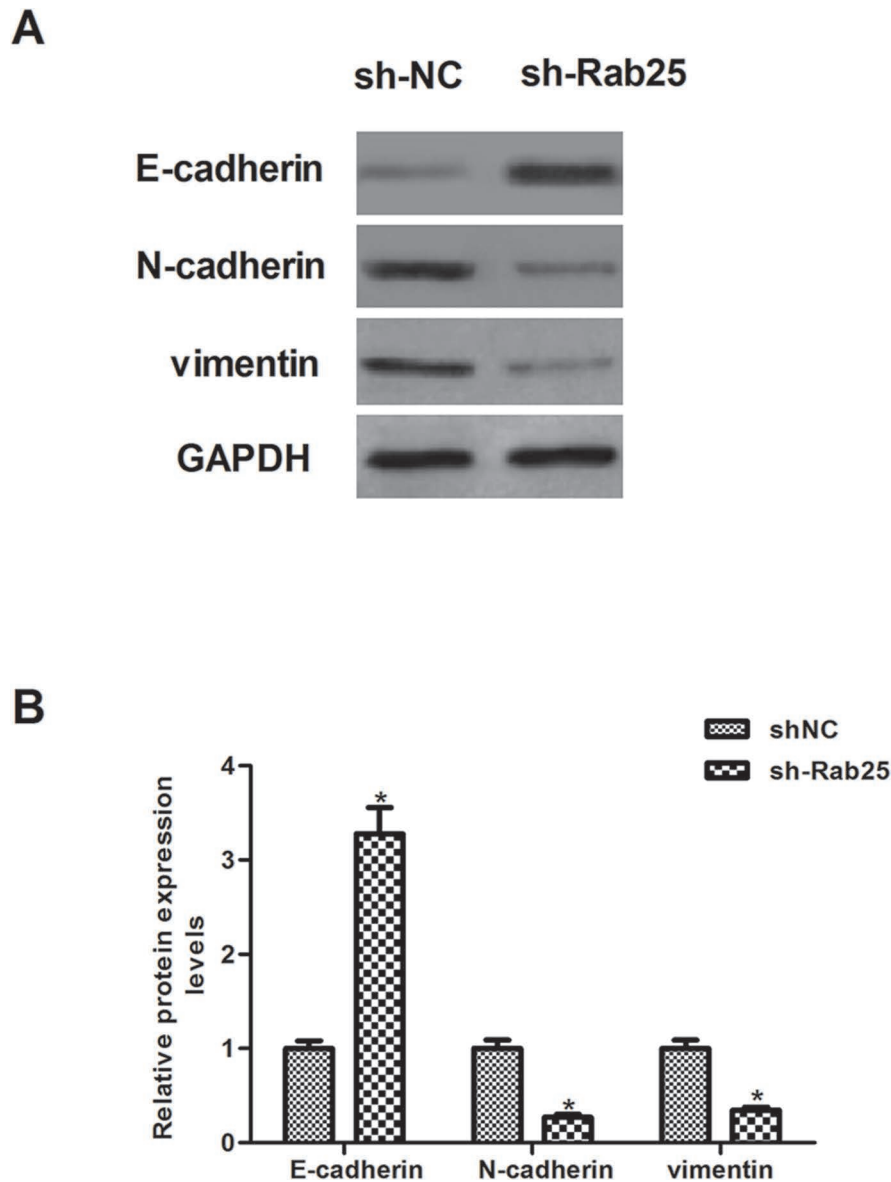 A
sh-NC sh-Rab25
E-cadherin
N-cadherin
vimentin
GAPDH
B
shNC
sh-Rab25
Relative protein expression
levels
4
3
2
1
0
*
*
*
E-cadherin N-cadherin vimentin